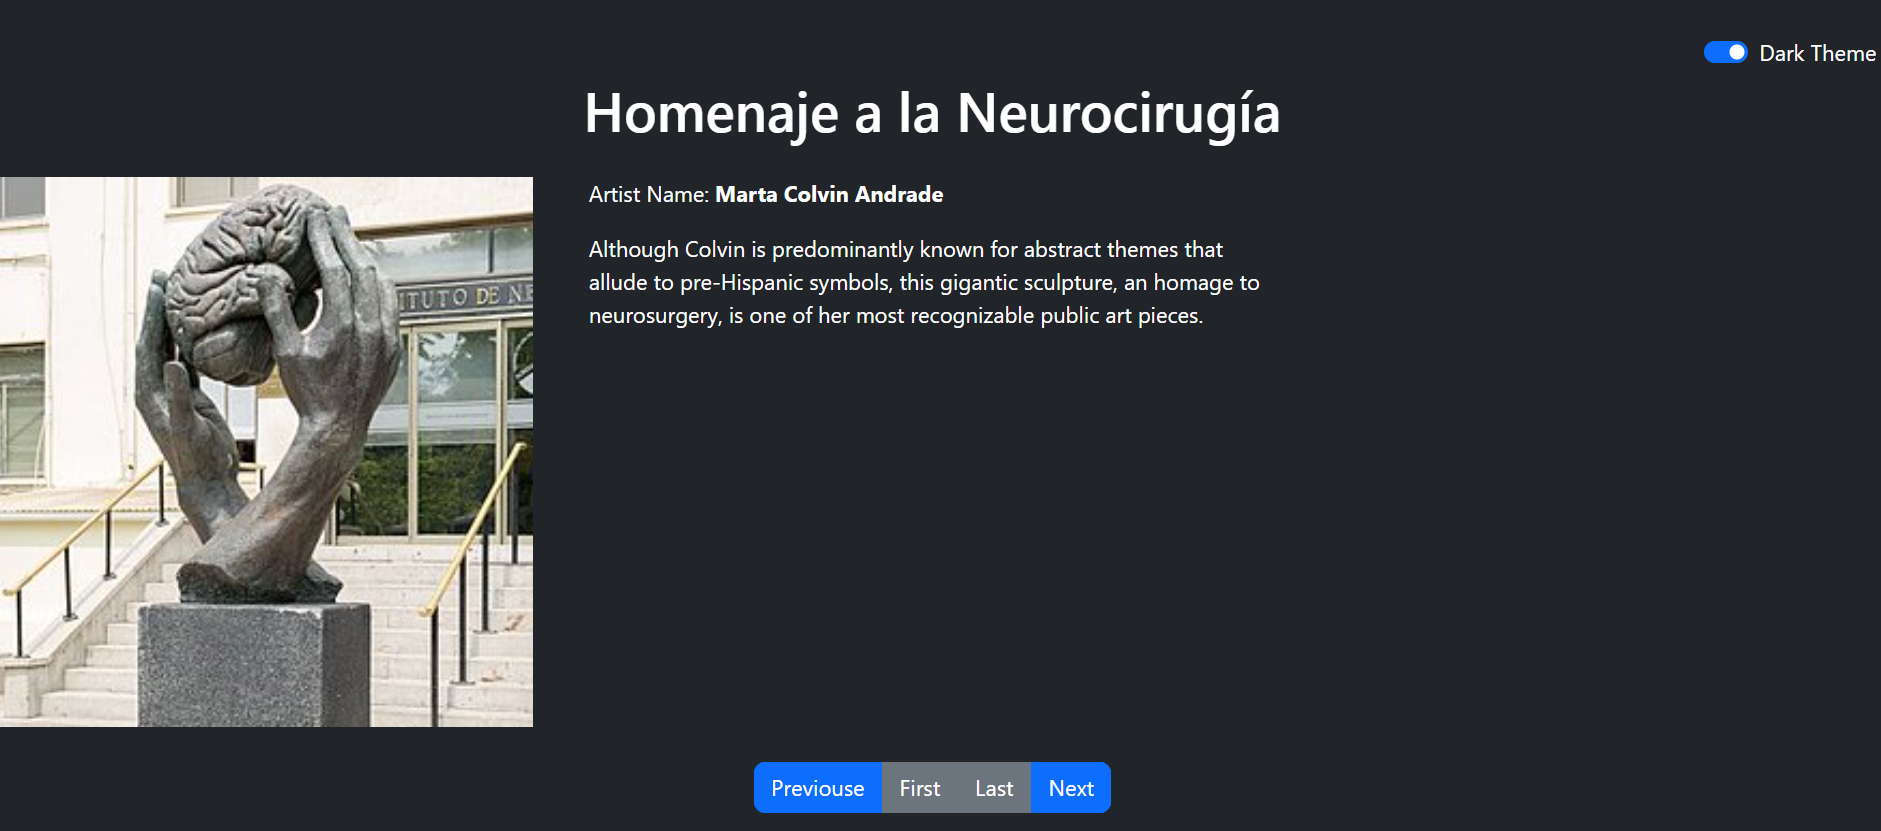 Dark Theme
Homenaje a la Neurocirugía
Artist Name: Marta Colvin Andrade
Although Colvin is predominantly known for abstract themes that
allude to pre-Hispanic symbols, this gigantic sculpture, an homage to
neurosurgery, is one of her most recognizable public art pieces.
ITUTO DE NE
Previouse First Last Next